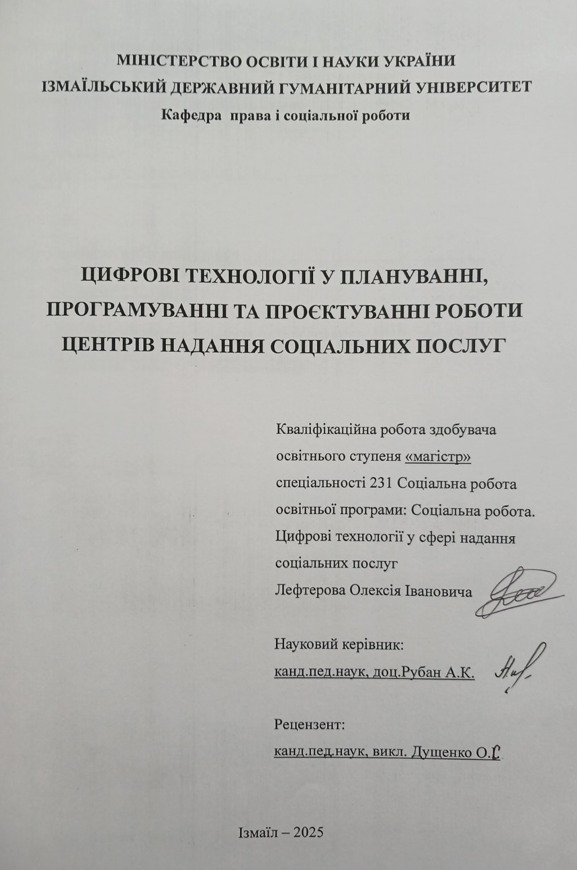 МІНІСТЕРСТВО ОСВІТИ І НАУКИ УКРАЇНИ
ІЗМАЇЛЬСЬКИЙ ДЕРЖАВНИЙ ГУМАНІТАРНИЙ УНІВЕРСИТЕТ
Кафедра права і соціальної роботи
ЦИФРОВІ ТЕХНОЛОГІЇ У ПЛАНУВАННІ,
ПРОГРАМУВАННІ ТА ПРОЄКТУВАННІ РОБОТИ
ЦЕНТРІВ НАДАННЯ СОЦІАЛЬНИХ ПОСЛУГ
Кваліфікаційна робота здобувача
освітнього ступеня «магістр»
спеціальності 231 Соціальна робота
освітньої програми: Соціальна робота.
Цифрові технології у сфері надання
соціальних послуг
Лефтерова Олексія Івановича
Науковий керівник:
канд.пед.наук, доц.Рубан А.К.
Рецензент:
канд.пед.наук, викл. Дущенко О.С
Ізмаїл – 2025